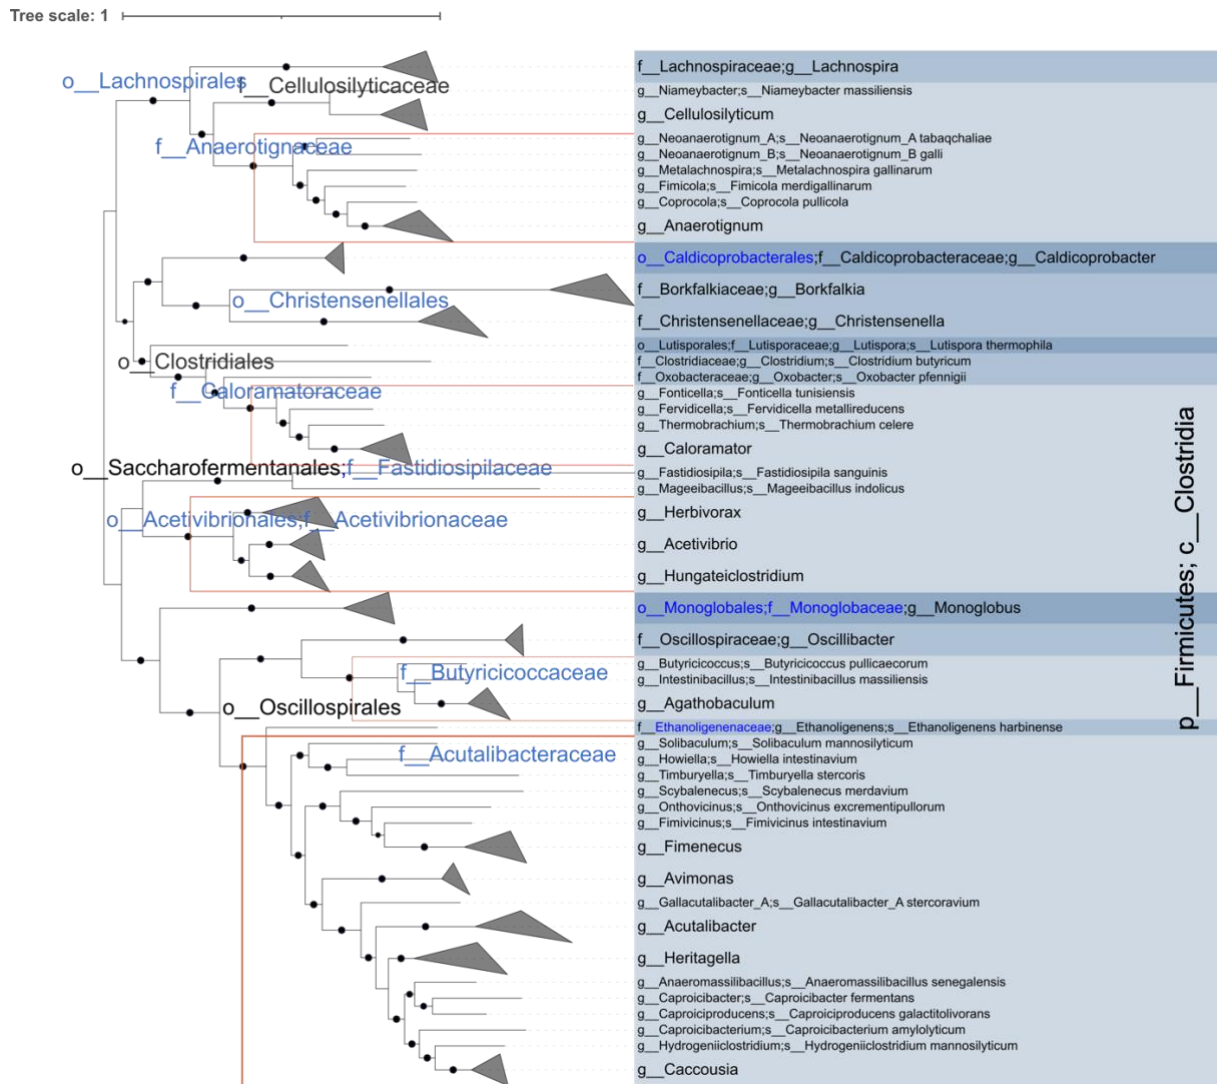 Tree scale: 1
f__Lachnospiraceae;g__Lachnospira
o__Lachnospirales
f__Cellulosilyticaceae
g__Niameybacter;s__Niameybacter massiliensis
g__Cellulosilyticum
g__Neoanaerotignum_A;s__Neoanaerotignum_A tabaqchaliae
f__Anaerotignaceae
g__Neoanaerotignum_B;s__Neoanaerotignum_B galli
g__Metalachnospira;s__Metalachnospira gallinarum
g__Fimicola;s__Fimicola merdigallinarum
g__Coprocola;s__Coprocola pullicola
g__Anaerotignum
o__Caldicoprobacterales;f__Caldicoprobacteraceae;g__Caldicoprobacter
f__Borkfalkiaceae;g__Borkfalkia
o__Christensenellales
f__Christensenellaceae;g__Christensenella
o__Lutisporales;f__Lutisporaceae;g__Lutispora;s__Lutispora thermophila
o__Clostridiales
f__Clostridiaceae;g__Clostridium;s__Clostridium butyricum
f__Oxobacteraceae;g__Oxobacter;s__Oxobacter pfennigii
f__Caloramatoraceae
g__Fonticella;s__Fonticella tunisiensis
g__Fervidicella;s__Fervidicella metallireducens
g__Thermobrachium;s__Thermobrachium celere
g__Caloramator
o__Saccharofermentanales;f__Fastidiosipilaceae
g__Fastidiosipila;s__Fastidiosipila sanguinis
g__Mageeibacillus;s__Mageeibacillus indolicus
g__Herbivorax
o__Acetivibrionales;f__Acetivibrionaceae
g__Acetivibrio
g__Hungateiclostridium
p__Firmicutes; c__Clostridia
o__Monoglobales;f__Monoglobaceae;g__Monoglobus
f__Oscillospiraceae;g__Oscillibacter
g__Butyricicoccus;s__Butyricicoccus pullicaecorum
f__Butyricicoccaceae
g__Intestinibacillus;s__Intestinibacillus massiliensis
g__Agathobaculum
o__Oscillospirales
f__Ethanoligenenaceae;g__Ethanoligenens;s__Ethanoligenens harbinense
g__Solibaculum;s__Solibaculum mannosilyticum
f__Acutalibacteraceae
g__Howiella;s__Howiella intestinavium
g__Timburyella;s__Timburyella stercoris
g__Scybalenecus;s__Scybalenecus merdavium
g__Onthovicinus;s__Onthovicinus excrementipullorum
g__Fimivicinus;s__Fimivicinus intestinavium
g__Fimenecus
g__Avimonas
g__Gallacutalibacter_A;s__Gallacutalibacter_A stercoravium
g__Acutalibacter
g__Heritagella
g__Anaeromassilibacillus;s__Anaeromassilibacillus senegalensis
g__Caproicibacter;s__Caproicibacter fermentans
g__Caproiciproducens;s__Caproiciproducens galactitolivorans
g__Caproicibacterium;s__Caproicibacterium amylolyticum
g__Hydrogeniiclostridium;s__Hydrogeniiclostridium mannosilyticum
g__Caccousia